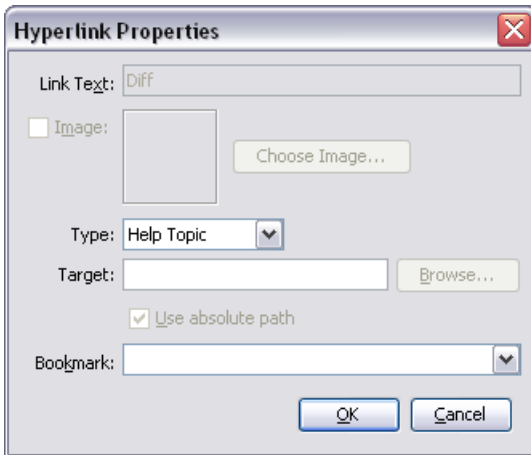 Hyperlink Properties
Link Text: Diff
Image:
Choose Image...
Type: Help Topic
Target: Browse...
Use absolute path
Bookmark:
OK Cancel